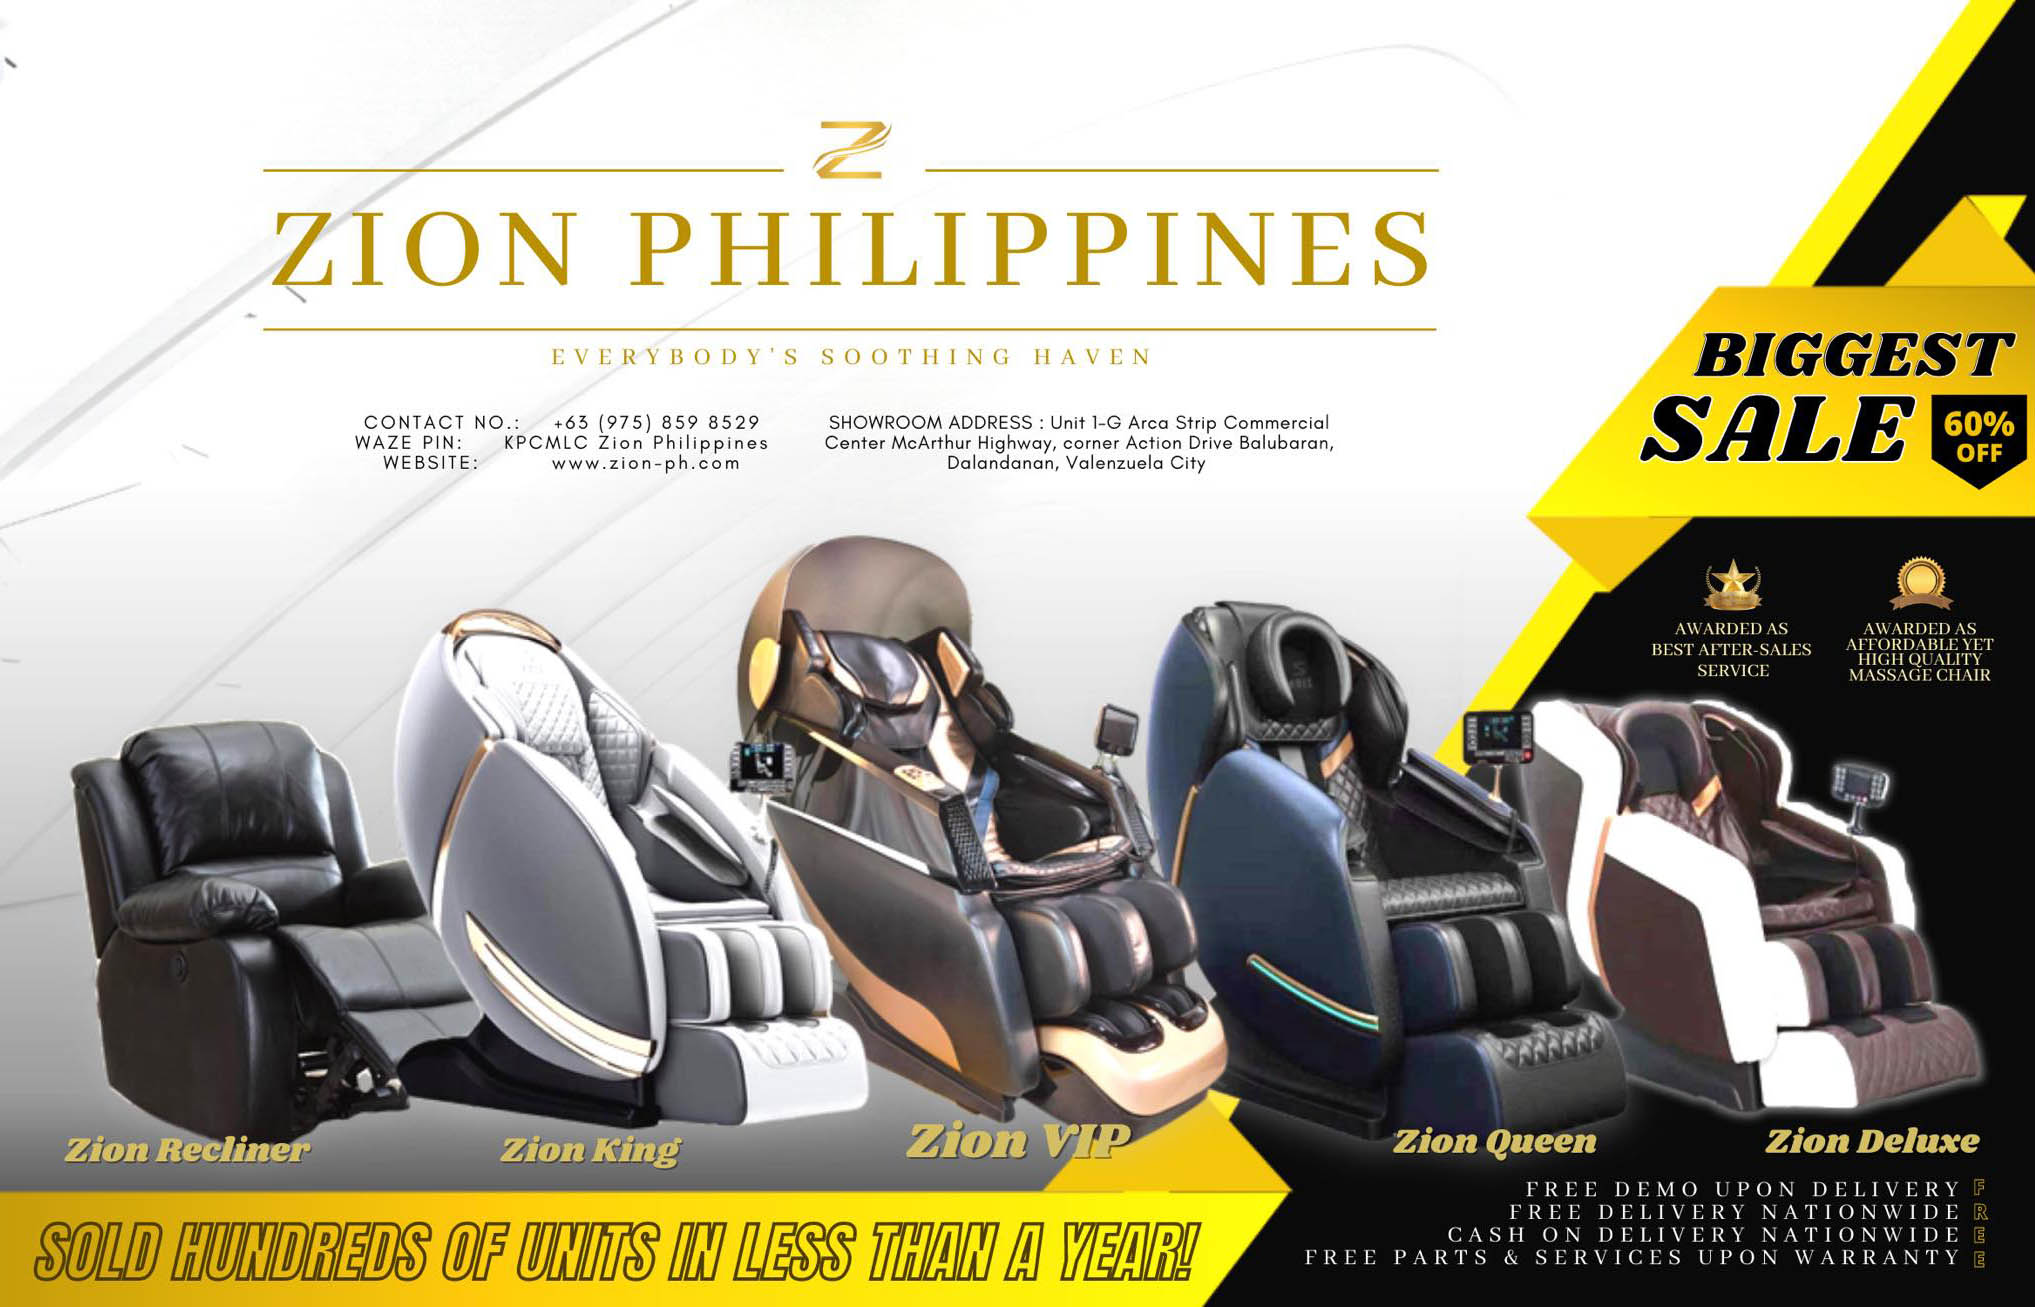 ZION PHILIPPINES
EVERYBODY'S SOOTHING HAVEN
CONTACT NO.: +63 (975) 859 8529
WAZE PIN: KPCMLC Zion Philippines
WEBSITE: www.zion-ph.com
SHOWROOM ADDRESS : Unit 1-G Arca Strip Commercial
Center McArthur Highway, corner Action Drive Balubaran,
Dalandanan, Valenzuela City
BIGGEST
SALE
60%
OFF
AWARDED AS
BEST AFTER-SALES
SERVICE
AWARDED AS
AFFORDABLE YET
HIGH QUALITY
MASSAGE CHAIR
Zion Recliner
Zion King
Zion VIP
Zion Queen
Zion Deluxe
SOLD HUNDREDS OF UNITS IN LESS THAN A YEAR!
FREE DEMO UPON DELIVERY F
FREE DELIVERY NATIONWIDE R
CASH ON DELIVERY NATIONWIDE E
FREE PARTS & SERVICES UPON WARRANTY E